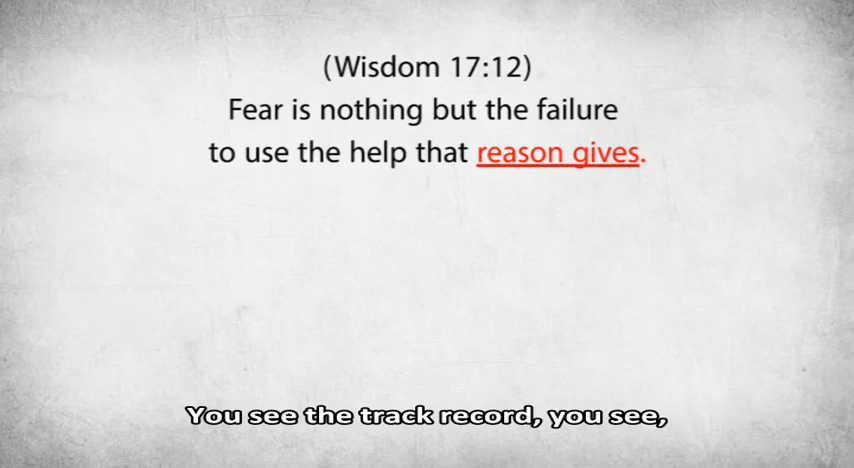 (Wisdom 17:12)
Fear is nothing but the failure
to use the help that reason gives.
You see the track record, you see,